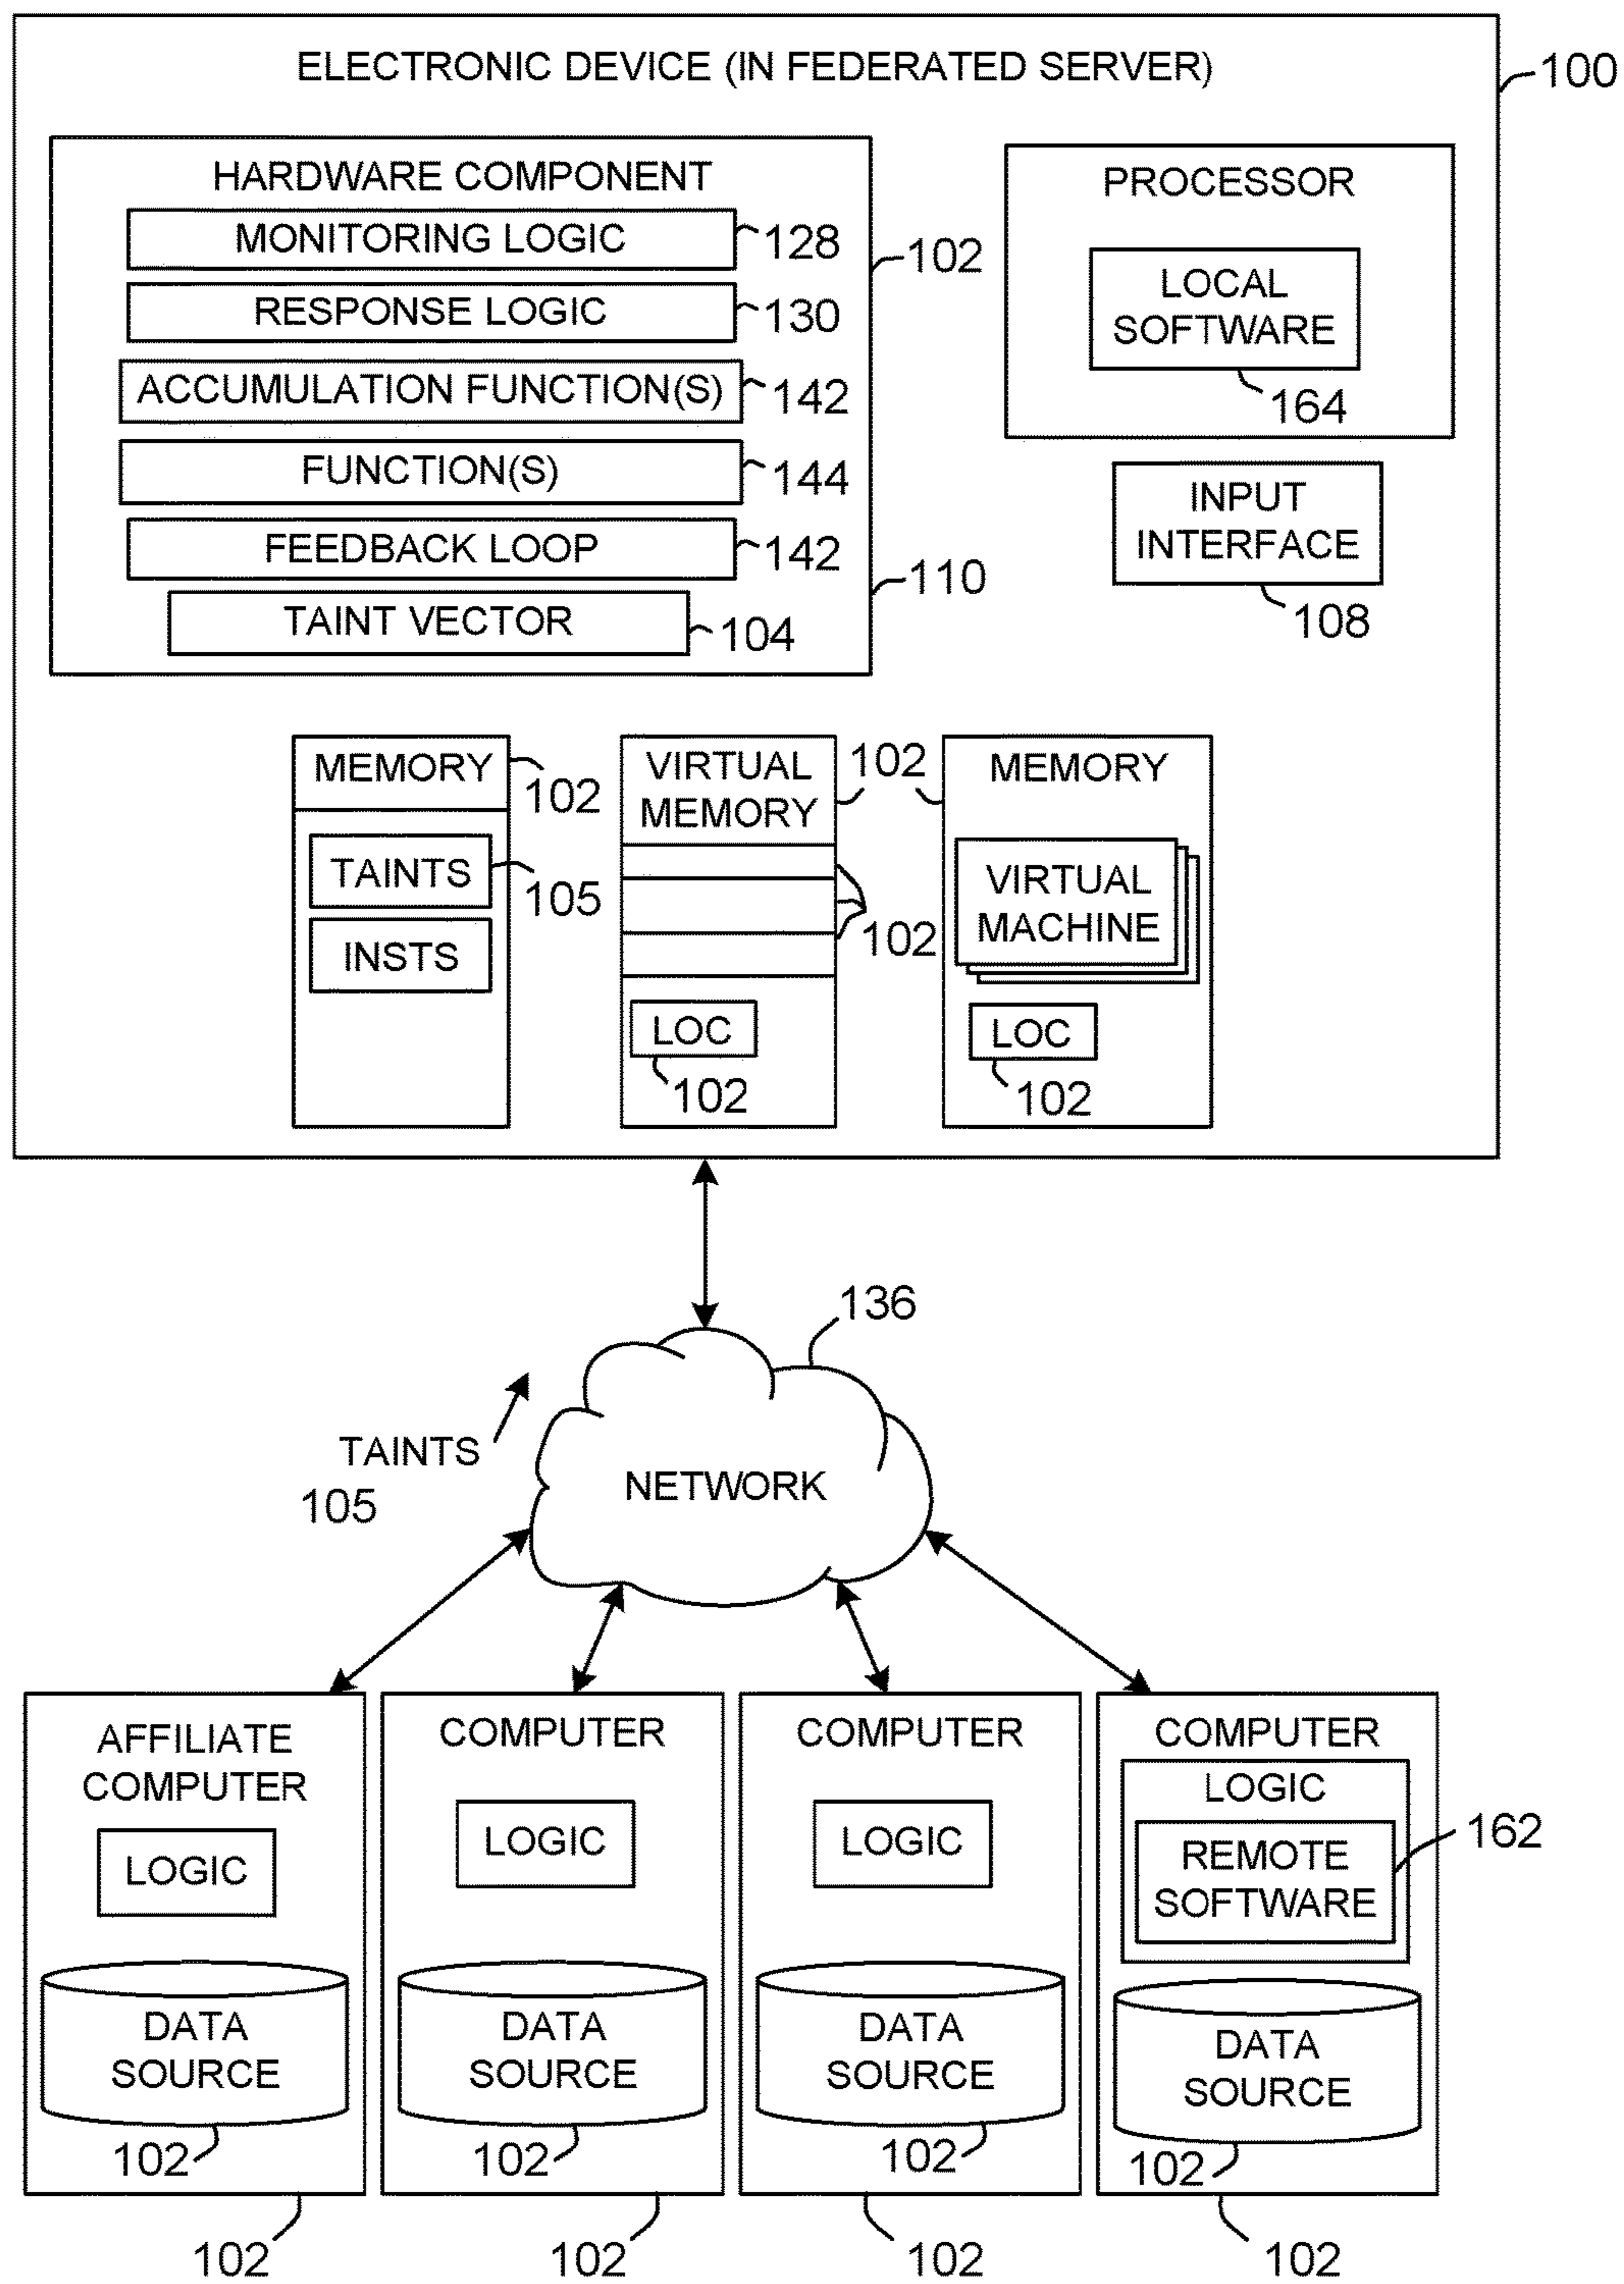 ELECTRONIC DEVICE (IN FEDERATED SERVER)
100
HARDWARE COMPONENT
MONITORING LOGIC
128
102
RESPONSE LOGIC
130
ACCUMULATION FUNCTION(S)
142
FUNCTION(S)
144
FEEDBACK LOOP
142
110
TAINT VECTOR
104
PROCESSOR
LOCAL
SOFTWARE
164
INPUT
INTERFACE
108
MEMORY
102
TAINTS
105
INSTS
VIRTUAL
MEMORY
102
102
LOC
102
MEMORY
VIRTUAL
MACHINE
LOC
102
136
TAINTS
105
NETWORK
AFFILIATE
COMPUTER
LOGIC
DATA
SOURCE
102
102
COMPUTER
LOGIC
DATA
SOURCE
102
102
COMPUTER
LOGIC
DATA
SOURCE
102
102
COMPUTER
LOGIC
REMOTE
SOFTWARE
162
DATA
SOURCE
102
102